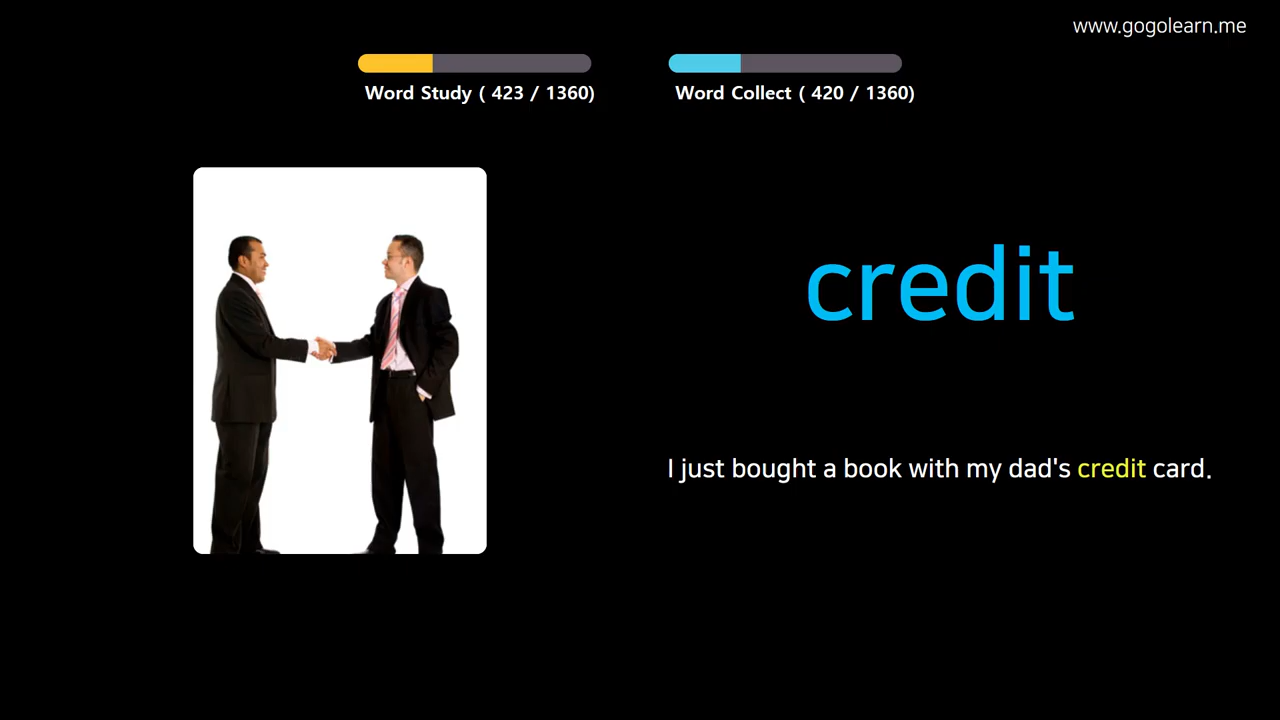 www.gogolearn.me
Word Study ( 423 / 1360)
Word Collect ( 420 / 1360)
credit
I just bought a book with my dad's credit card.